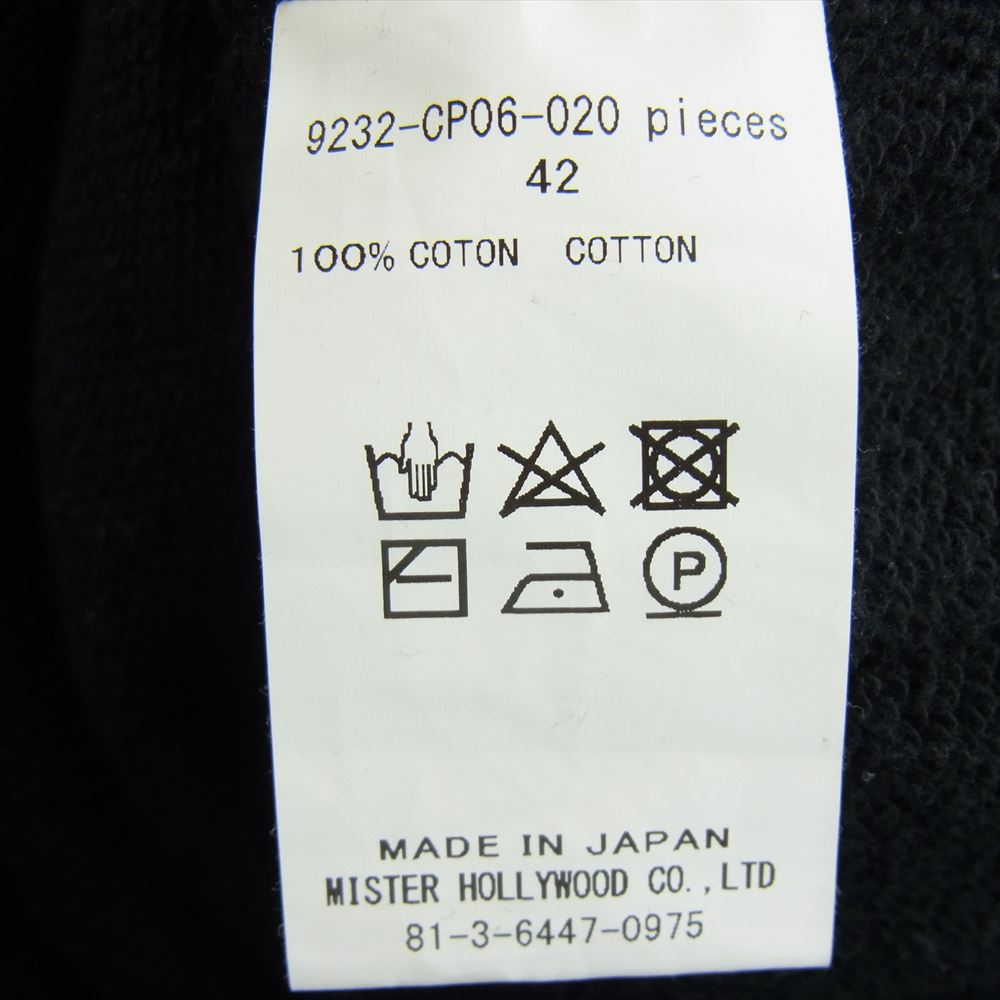 9232-CP06-020 pieces
42
100% COTON COTTON
P
MADE IN JAPAN
MISTER HOLLYWOOD CO.,LTD
81-3-6447-0975